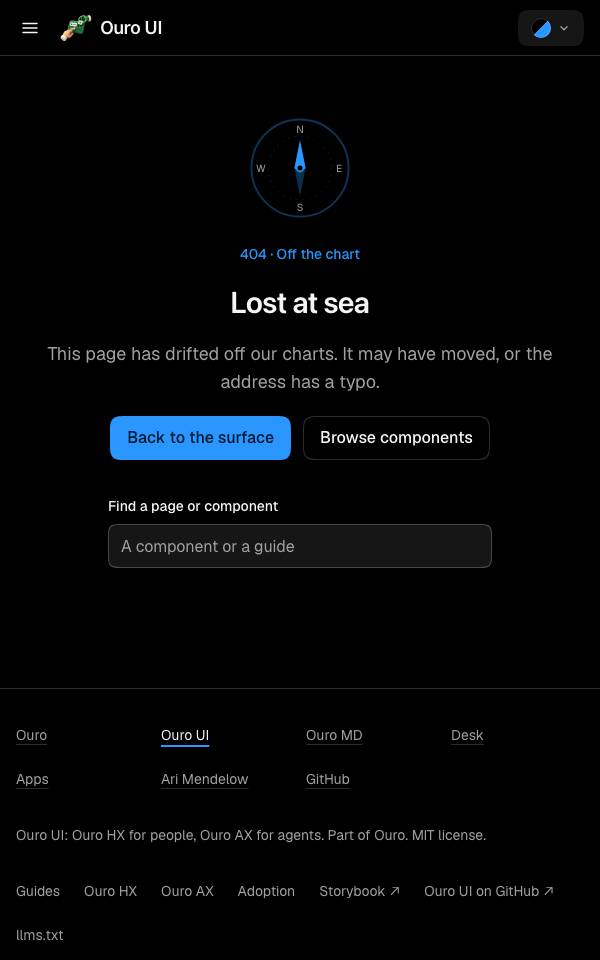 Ouro UI
N
W E
S
404 · Off the chart
Lost at sea
This page has drifted off our charts. It may have moved, or the
address has a typo.
Back to the surface Browse components
Find a page or component
A component or a guide
Ouro Ouro UI Ouro MD Desk
Apps Ari Mendelow GitHub
Ouro UI: Ouro HX for people, Ouro AX for agents. Part of Ouro. MIT license.
Guides Ouro HX Ouro AX Adoption Storybook ↗ Ouro UI on GitHub ↗
llms.txt